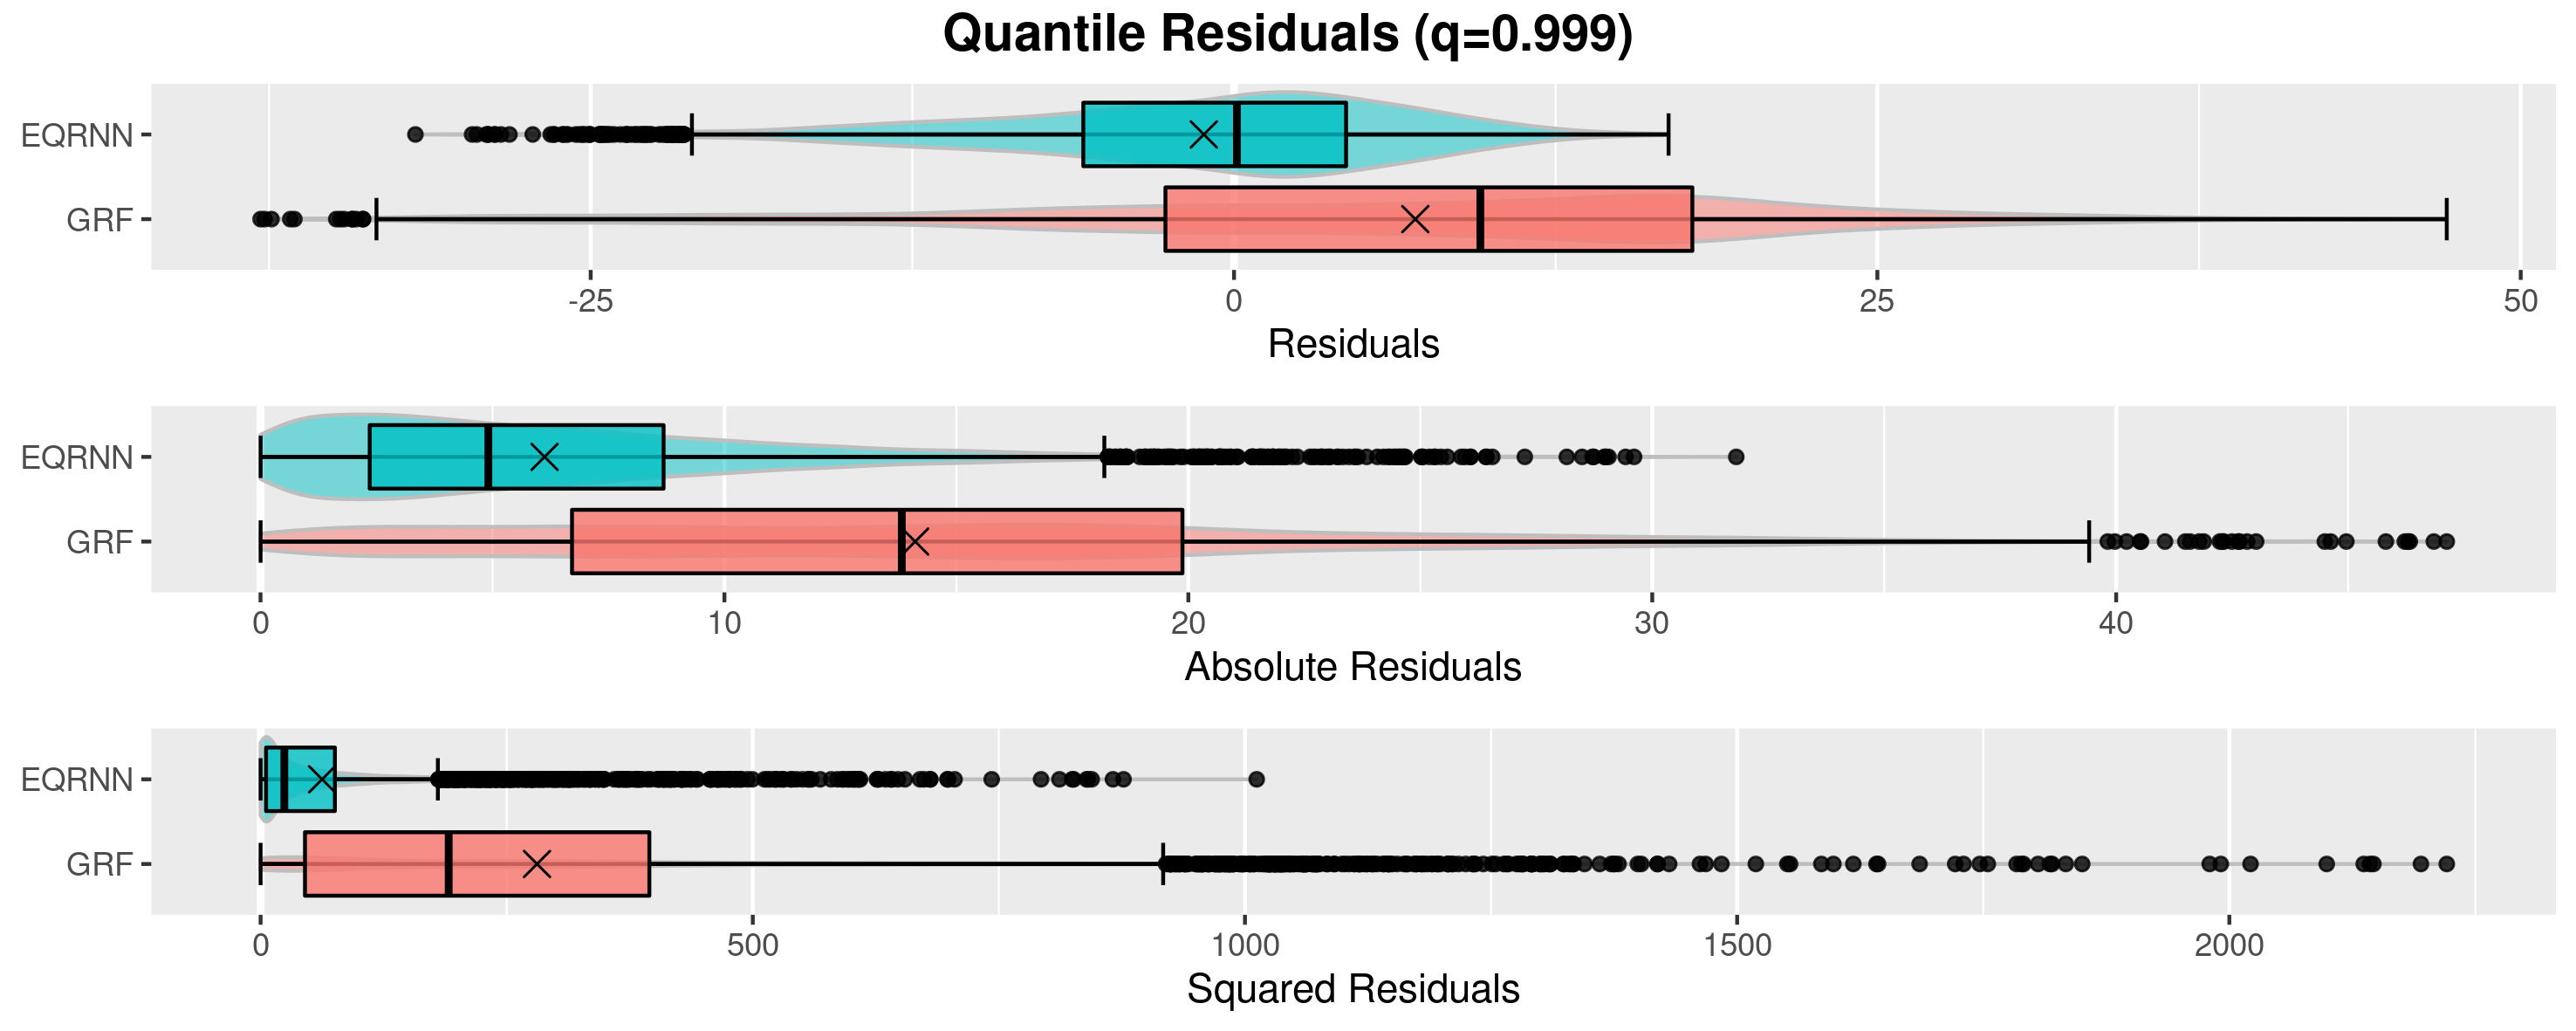 Quantile Residuals (q=0.999)
EQRNN
GRF
-25 0 25 50
Residuals
EQRNN
GRF
0 10 20 30 40
Absolute Residuals
EQRNN
GRF
0 500 1000 1500 2000
Squared Residuals